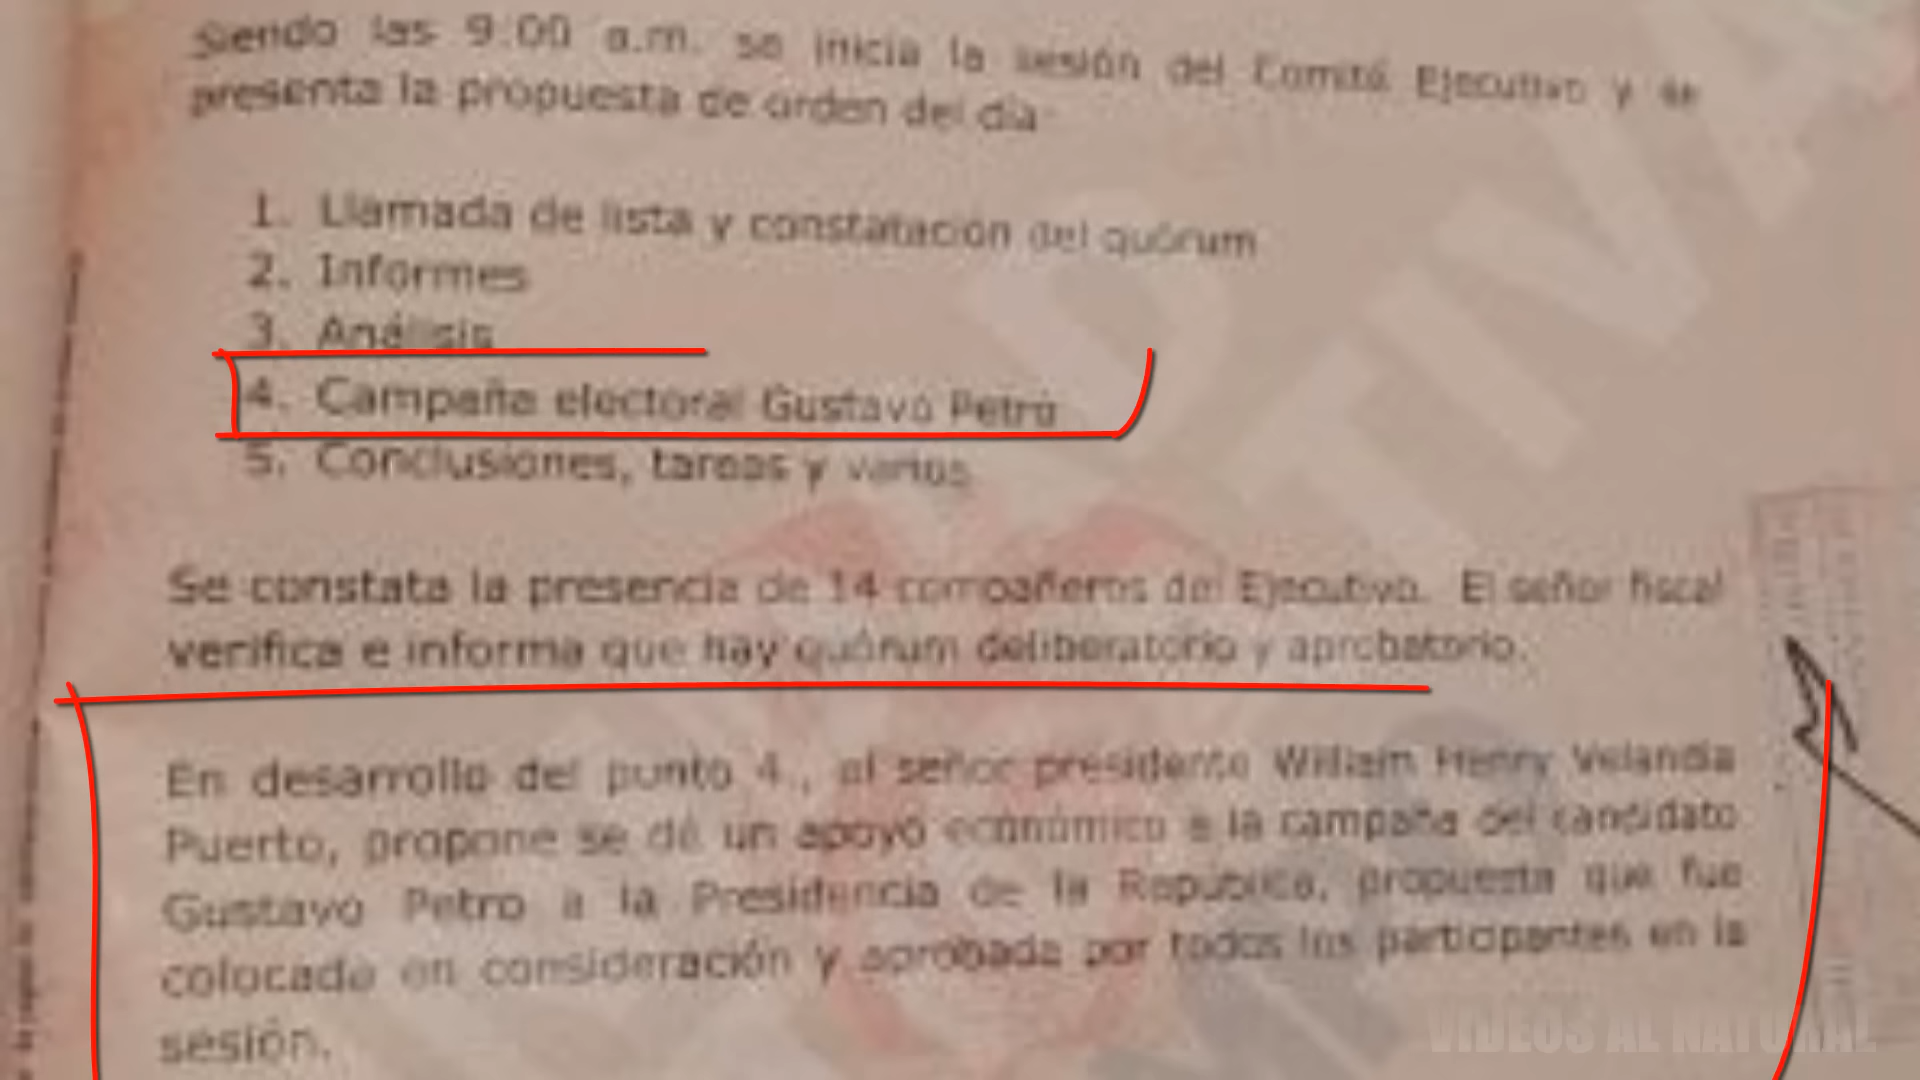 Siendo las 9:00 a.m. se inicia la sesión del Comité Ejecutivo y se
presenta la propuesta de orden del día
1. Llamada de lista y constatación del quórum
2. Informes
3. Análisis
4. Campaña electoral Gustavo Petro
5. Conclusiones, tareas y varios
Se constata la presencia de 14 compañeros del Ejecutivo. El señor fiscal
verifica e informa que hay quórum deliberatorio y aprobatorio.
En desarrollo del punto 4., el señor presidente William Henry Velandia
Puerto, propone se dé un apoyo económico a la campaña del candidato
Gustavo Petro a la Presidencia de la República, propuesta que fue
colocada en consideración y aprobada por todos los participantes en la
sesión.
VIDEOS AL NATURAL